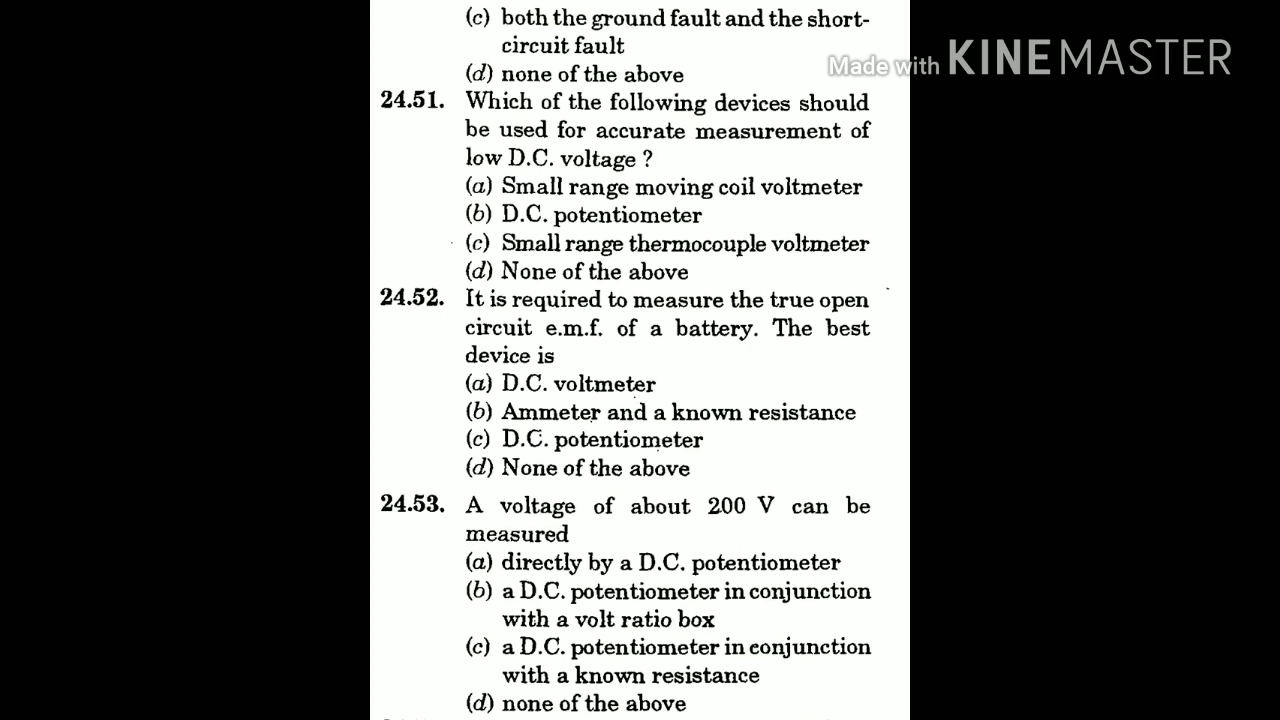 (c) both the ground fault and the short-
circuit fault
(d) none of the above
Made with KINEMASTER
24.51. Which of the following devices should
be used for accurate measurement of
low D.C. voltage ?
(a) Small range moving coil voltmeter
(b) D.C. potentiometer
(c) Small range thermocouple voltmeter
(d) None of the above
24.52. It is required to measure the true open
circuit e.m.f. of a battery. The best
device is
(a) D.C. voltmeter
(b) Ammeter and a known resistance
(c) D.C. potentiometer
(d) None of the above
24.53. A voltage of about 200 V can be
measured
(a) directly by a D.C. potentiometer
(b) a D.C. potentiometer in conjunction
with a volt ratio box
(c) a D.C. potentiometer in conjunction
with a known resistance
(d) none of the above